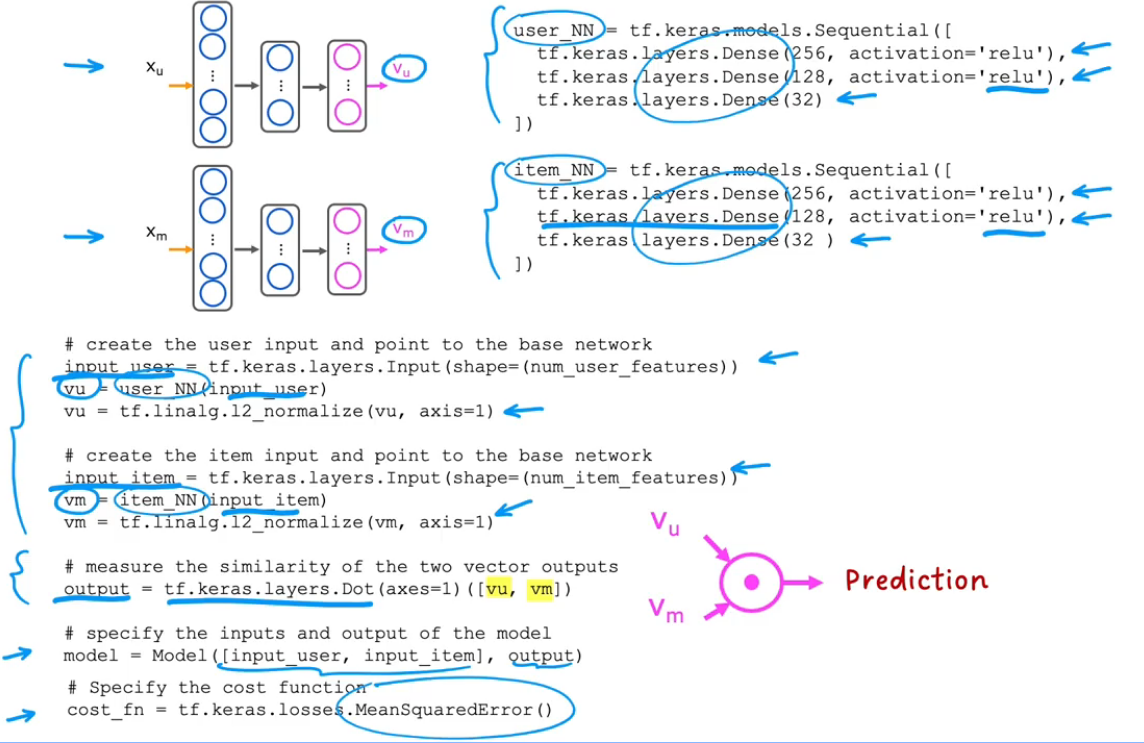 x_u
v_u
user_NN = tf.keras.models.Sequential([
tf.keras.layers.Dense(256, activation='relu'),
tf.keras.layers.Dense(128, activation='relu'),
tf.keras.layers.Dense(32)
])
x_m
v_m
item_NN = tf.keras.models.Sequential([
tf.keras.layers.Dense(256, activation='relu'),
tf.keras.layers.Dense(128, activation='relu'),
tf.keras.layers.Dense(32 )
])
# create the user input and point to the base network
input_user = tf.keras.layers.Input(shape=(num_user_features))
vu = user_NN(input_user)
vu = tf.linalg.l2_normalize(vu, axis=1)
# create the item input and point to the base network
input_item = tf.keras.layers.Input(shape=(num_item_features))
vm = item_NN(input_item)
vm = tf.linalg.l2_normalize(vm, axis=1)
# measure the similarity of the two vector outputs
output = tf.keras.layers.Dot(axes=1)([vu, vm])
# specify the inputs and output of the model
model = Model([input_user, input_item], output)
# Specify the cost function
cost_fn = tf.keras.losses.MeanSquaredError()
v_u
v_m
Prediction